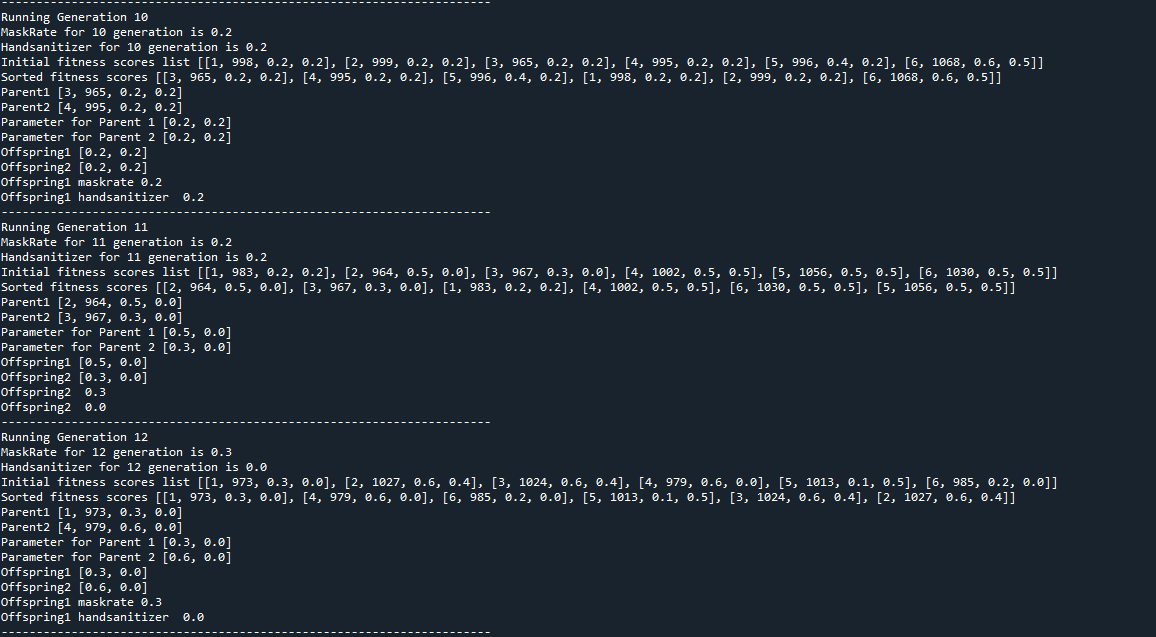 ----------------------------------------------------------------------
Running Generation 10
MaskRate for 10 generation is 0.2
Handsanitizer for 10 generation is 0.2
Initial fitness scores list [[1, 998, 0.2, 0.2], [2, 999, 0.2, 0.2], [3, 965, 0.2, 0.2], [4, 995, 0.2, 0.2], [5, 996, 0.4, 0.2], [6, 1068, 0.6, 0.5]]
Sorted fitness scores [[3, 965, 0.2, 0.2], [4, 995, 0.2, 0.2], [5, 996, 0.4, 0.2], [1, 998, 0.2, 0.2], [2, 999, 0.2, 0.2], [6, 1068, 0.6, 0.5]]
Parent1 [3, 965, 0.2, 0.2]
Parent2 [4, 995, 0.2, 0.2]
Parameter for Parent 1 [0.2, 0.2]
Parameter for Parent 2 [0.2, 0.2]
Offspring1 [0.2, 0.2]
Offspring2 [0.2, 0.2]
Offspring1 maskrate 0.2
Offspring1 handsanitizer  0.2
----------------------------------------------------------------------
Running Generation 11
MaskRate for 11 generation is 0.2
Handsanitizer for 11 generation is 0.2
Initial fitness scores list [[1, 983, 0.2, 0.2], [2, 964, 0.5, 0.0], [3, 967, 0.3, 0.0], [4, 1002, 0.5, 0.5], [5, 1056, 0.5, 0.5], [6, 1030, 0.5, 0.5]]
Sorted fitness scores [[2, 964, 0.5, 0.0], [3, 967, 0.3, 0.0], [1, 983, 0.2, 0.2], [4, 1002, 0.5, 0.5], [6, 1030, 0.5, 0.5], [5, 1056, 0.5, 0.5]]
Parent1 [2, 964, 0.5, 0.0]
Parent2 [3, 967, 0.3, 0.0]
Parameter for Parent 1 [0.5, 0.0]
Parameter for Parent 2 [0.3, 0.0]
Offspring1 [0.5, 0.0]
Offspring2 [0.3, 0.0]
Offspring2  0.3
Offspring2  0.0
----------------------------------------------------------------------
Running Generation 12
MaskRate for 12 generation is 0.3
Handsanitizer for 12 generation is 0.0
Initial fitness scores list [[1, 973, 0.3, 0.0], [2, 1027, 0.6, 0.4], [3, 1024, 0.6, 0.4], [4, 979, 0.6, 0.0], [5, 1013, 0.1, 0.5], [6, 985, 0.2, 0.0]]
Sorted fitness scores [[1, 973, 0.3, 0.0], [4, 979, 0.6, 0.0], [6, 985, 0.2, 0.0], [5, 1013, 0.1, 0.5], [3, 1024, 0.6, 0.4], [2, 1027, 0.6, 0.4]]
Parent1 [1, 973, 0.3, 0.0]
Parent2 [4, 979, 0.6, 0.0]
Parameter for Parent 1 [0.3, 0.0]
Parameter for Parent 2 [0.6, 0.0]
Offspring1 [0.3, 0.0]
Offspring2 [0.6, 0.0]
Offspring1 maskrate 0.3
Offspring1 handsanitizer  0.0
----------------------------------------------------------------------